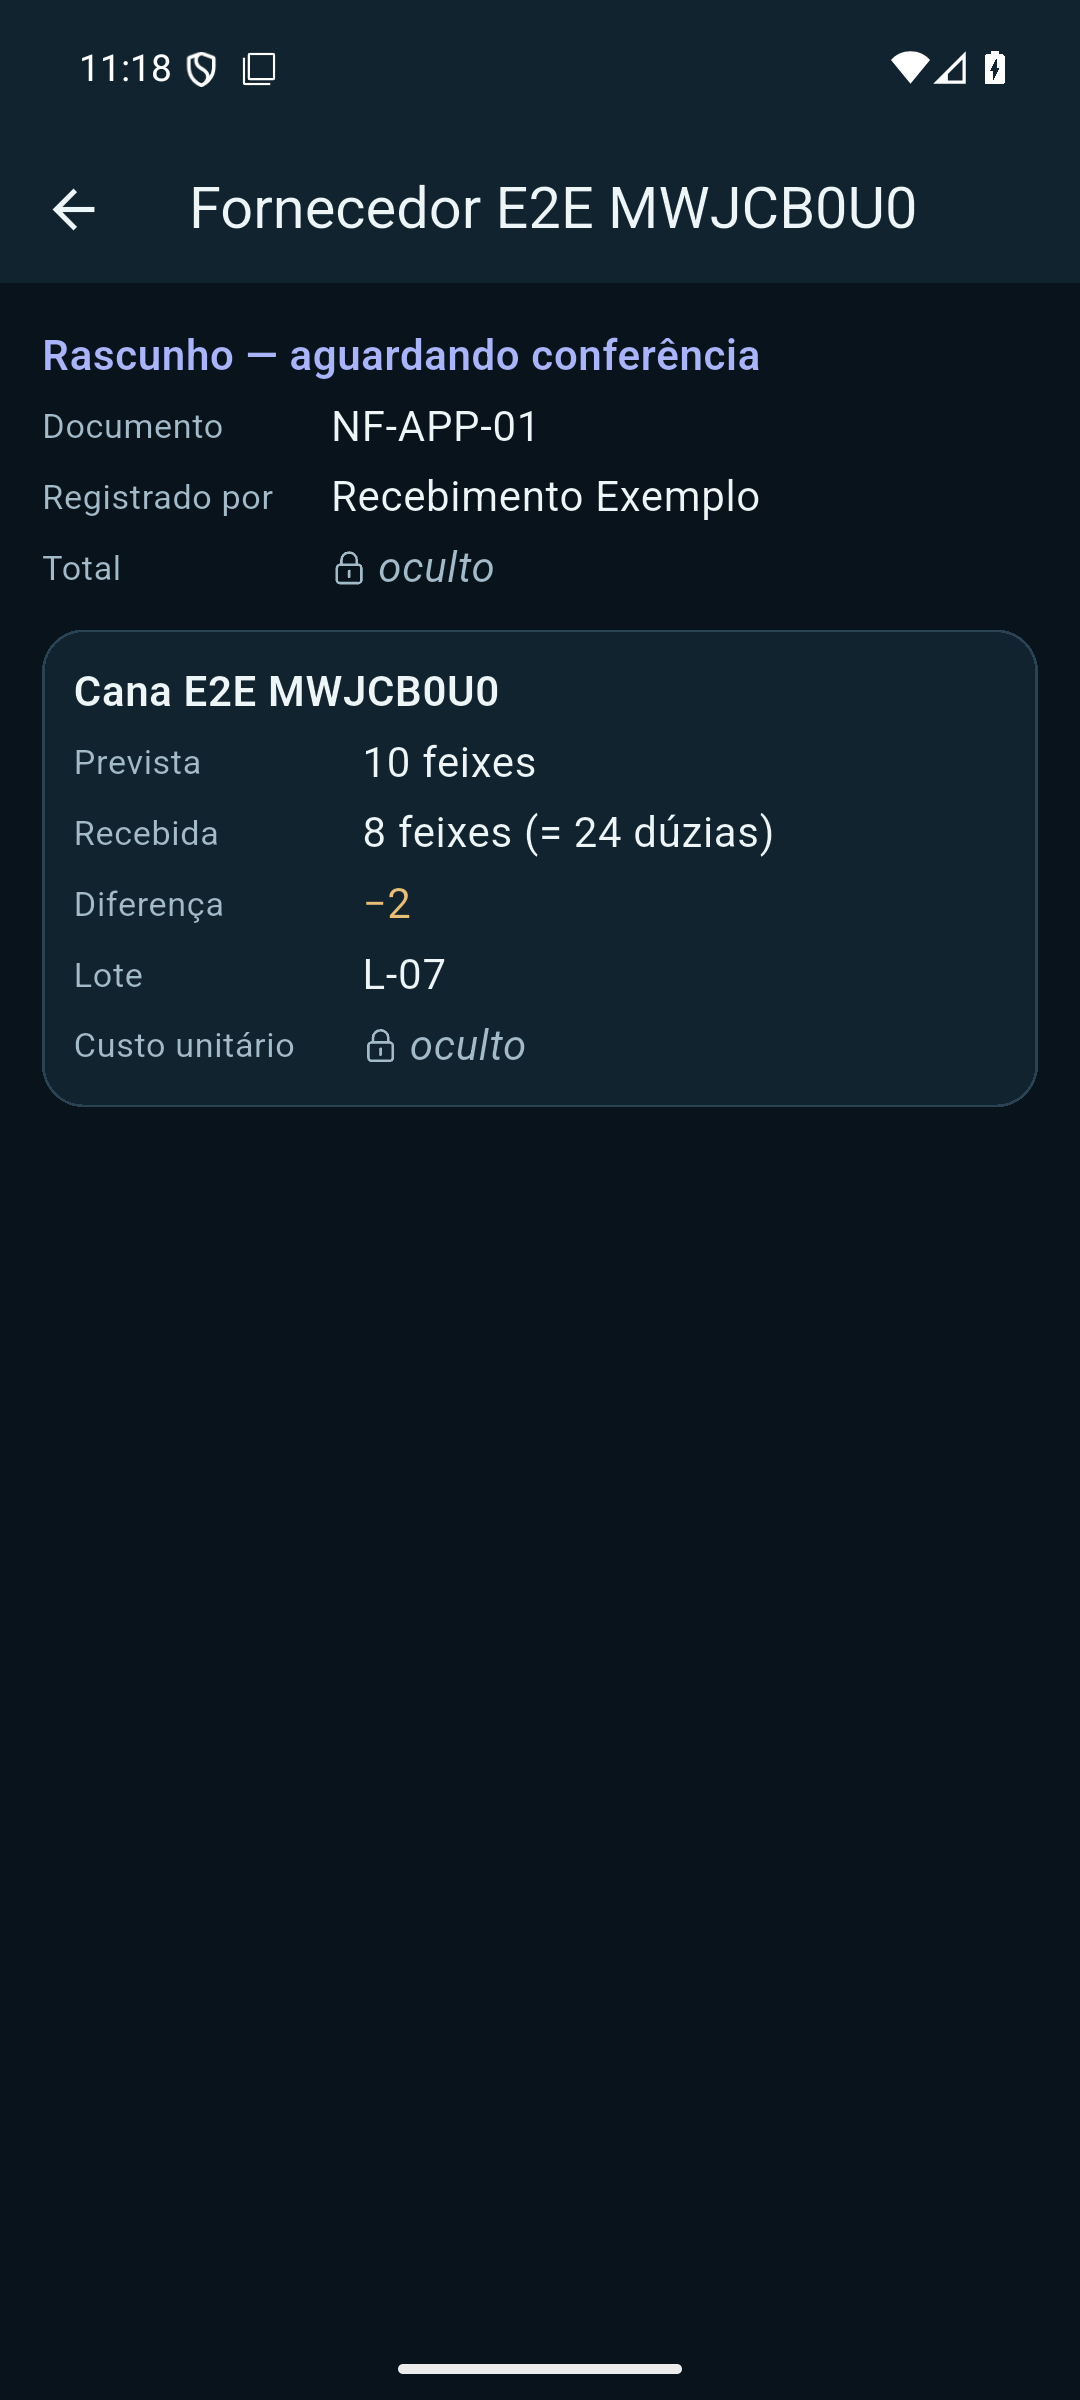 11:18
Fornecedor E2E MWJCB0U0
Rascunho — aguardando conferência
Documento NF-APP-01
Registrado por Recebimento Exemplo
Total oculto
Cana E2E MWJCB0U0
Prevista 10 feixes
Recebida 8 feixes (= 24 dúzias)
Diferença −2
Lote L-07
Custo unitário oculto